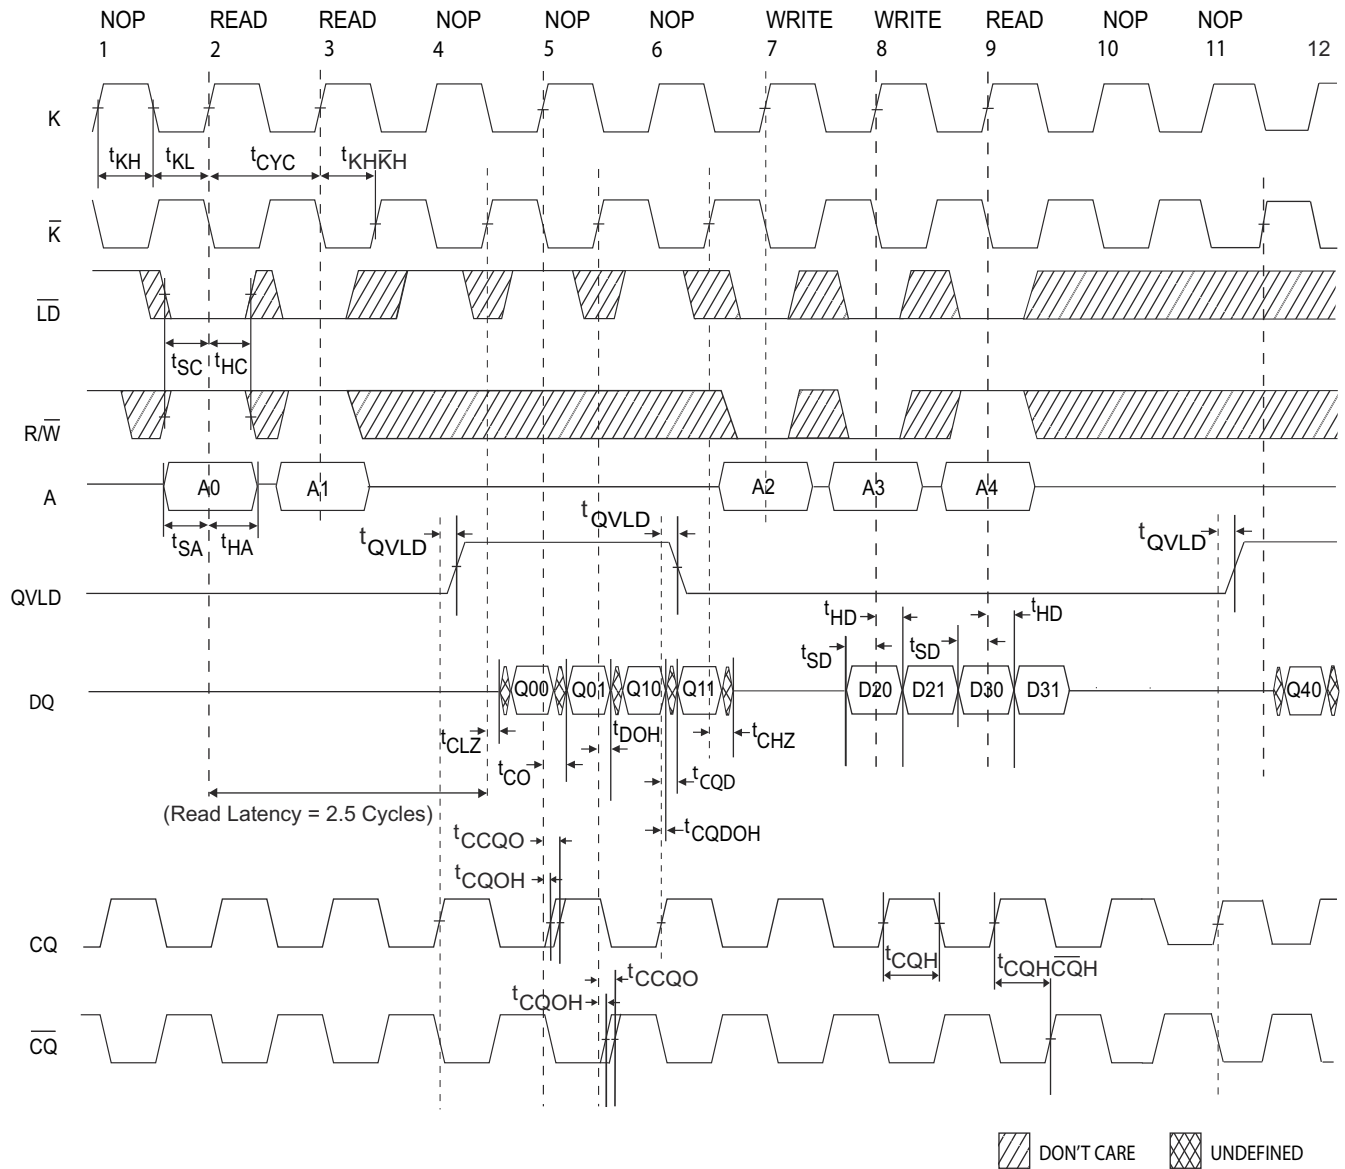 NOP READ READ NOP NOP NOP WRITE WRITE READ NOP NOP
1 2 3 4 5 6 7 8 9 10 11 12
K
tKH tKL tCYC tKHK̅H
K̅
L̅D̅
tSC tHC
R/W̅
A A0 A1 A2 A3 A4
tSA tHA tQVLD tQVLD tQVLD
QVLD
tHD tHD
tSD tSD
DQ Q00 Q01 Q10 Q11 D20 D21 D30 D31 Q40
tCLZ tDOH tCHZ
tCO tCQD
(Read Latency = 2.5 Cycles)
tCQDOH
tCCQO
tCQOH
CQ
tCQH tCQHC̅Q̅H
tCCQO
tCQOH
C̅Q̅
DON'T CARE UNDEFINED